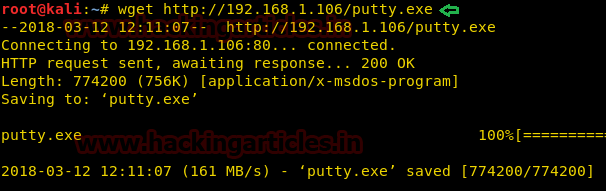 root@kali:~# wget http://192.168.1.106/putty.exe
--2018-03-12 12:11:07--  http://192.168.1.106/putty.exe
Connecting to 192.168.1.106:80... connected.
HTTP request sent, awaiting response... 200 OK
Length: 774200 (756K) [application/x-msdos-program]
Saving to: ‘putty.exe’
putty.exe 100%[==========
www.hackingarticles.in
2018-03-12 12:11:07 (161 MB/s) - ‘putty.exe’ saved [774200/774200]